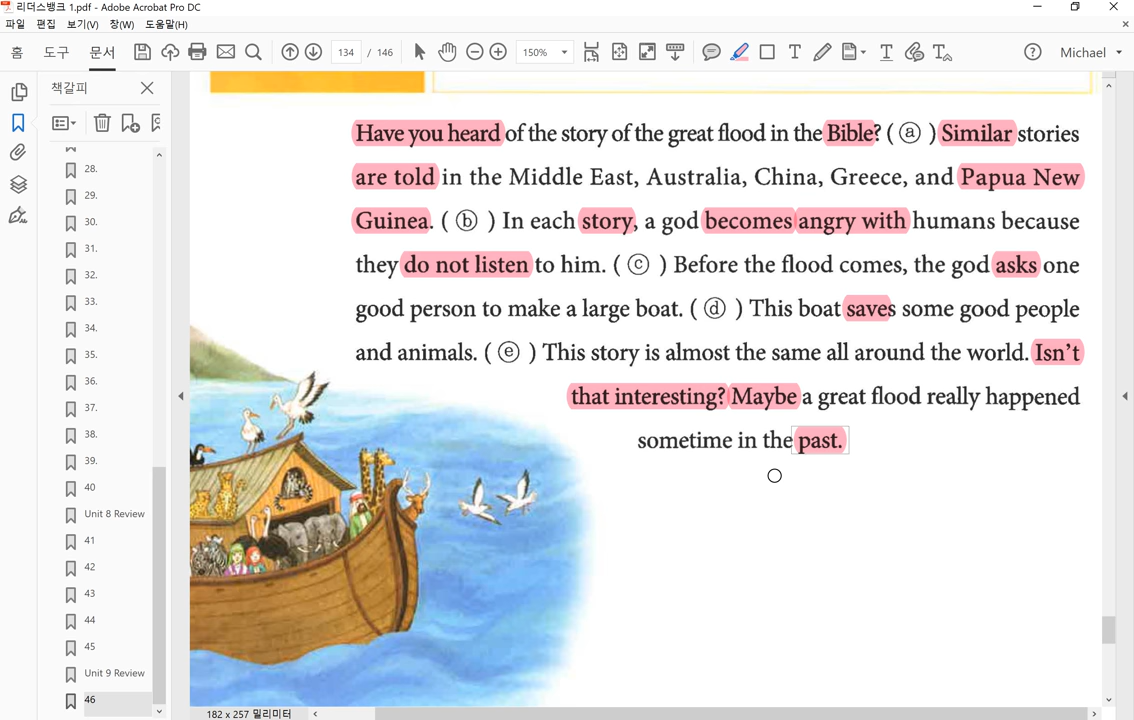 리더스뱅크 1.pdf - Adobe Acrobat Pro DC
파일 편집 보기(V) 창(W) 도움말(H)
홈 도구 문서 134 / 146 150% Michael
책갈피
28.
29.
30.
31.
32.
33.
34.
35.
36.
37.
38.
39.
40
Unit 8 Review
41
42
43
44
45
Unit 9 Review
46
Have you heard of the story of the great flood in the Bible? ( ⓐ ) Similar stories
are told in the Middle East, Australia, China, Greece, and Papua New
Guinea. ( ⓑ ) In each story, a god becomes angry with humans because
they do not listen to him. ( ⓒ ) Before the flood comes, the god asks one
good person to make a large boat. ( ⓓ ) This boat saves some good people
and animals. ( ⓔ ) This story is almost the same all around the world. Isn't
that interesting? Maybe a great flood really happened
sometime in the past.
182 x 257 밀리미터